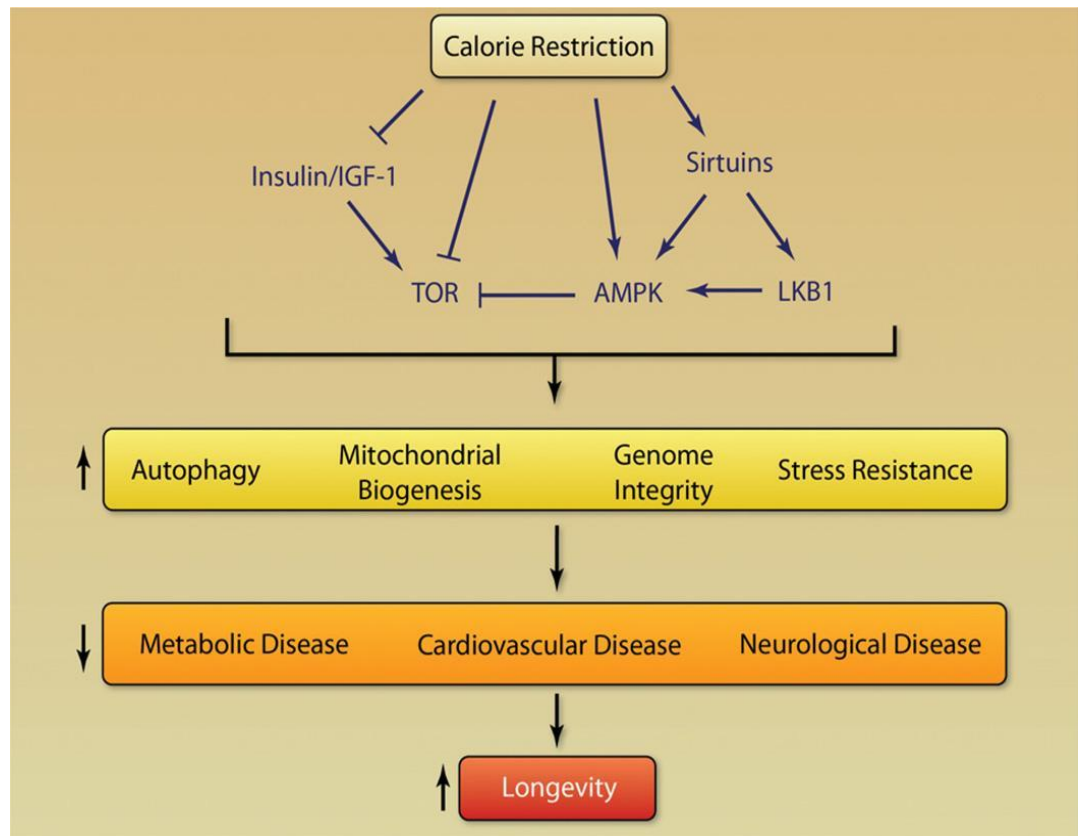 Calorie Restriction
Insulin/IGF-1
Sirtuins
TOR
AMPK
LKB1
Autophagy
Mitochondrial
Biogenesis
Genome
Integrity
Stress Resistance
Metabolic Disease
Cardiovascular Disease
Neurological Disease
Longevity